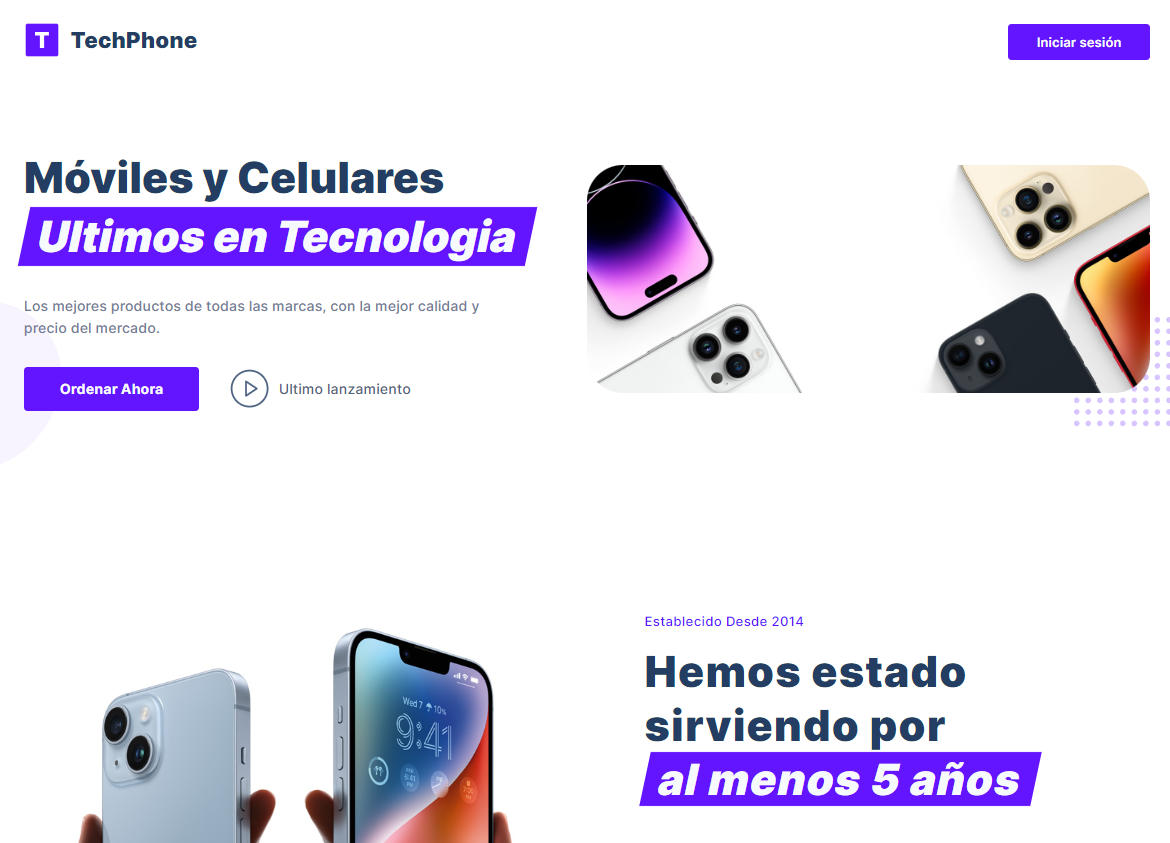 T TechPhone
Iniciar sesión
Móviles y Celulares
Ultimos en Tecnologia
Los mejores productos de todas las marcas, con la mejor calidad y
precio del mercado.
Ordenar Ahora
Ultimo lanzamiento
Establecido Desde 2014
Hemos estado
sirviendo por
al menos 5 años
Wed 7 10%
9:41